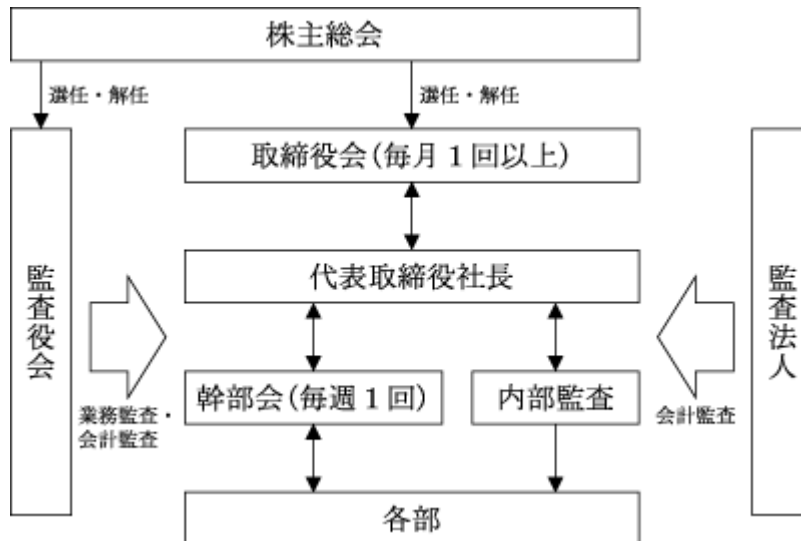 株主総会
選任・解任
選任・解任
取締役会(毎月1回以上)
代表取締役社長
監査役会
監査法人
業務監査・
会計監査
幹部会(毎週1回)
内部監査
会計監査
各部